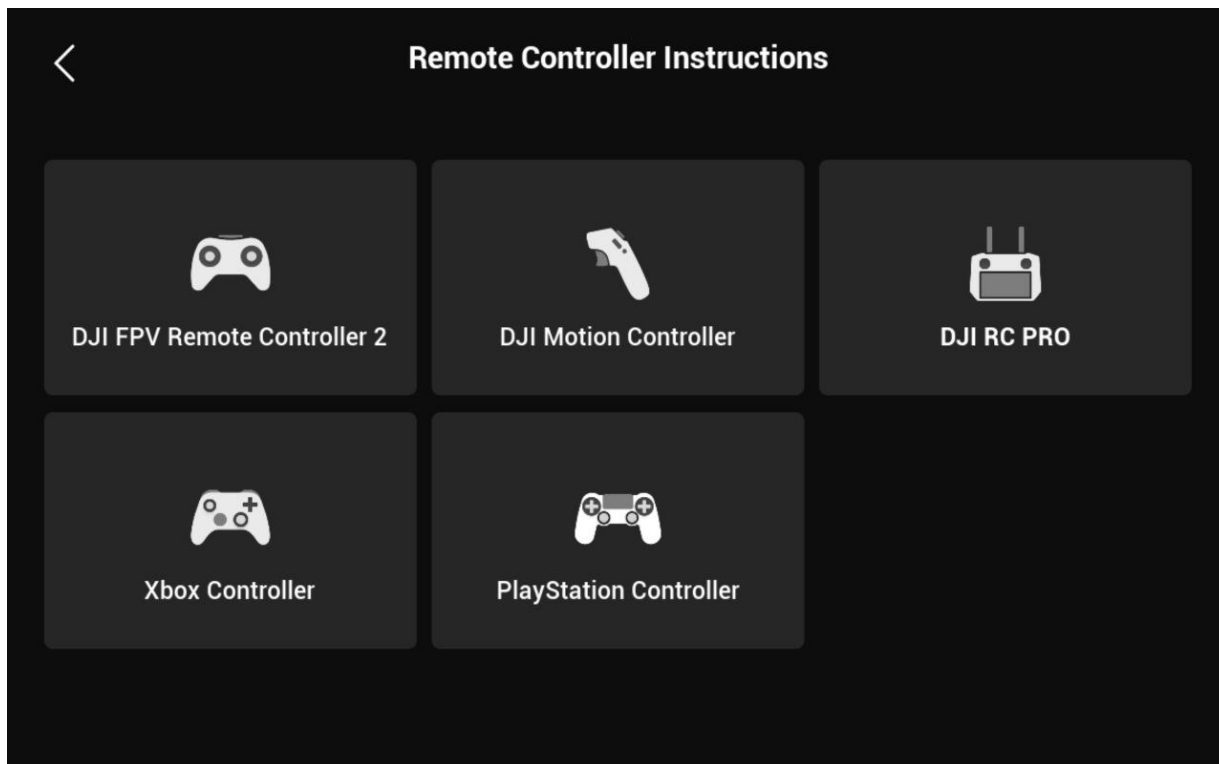 Remote Controller Instructions
DJI FPV Remote Controller 2
DJI Motion Controller
DJI RC PRO
Xbox Controller
PlayStation Controller